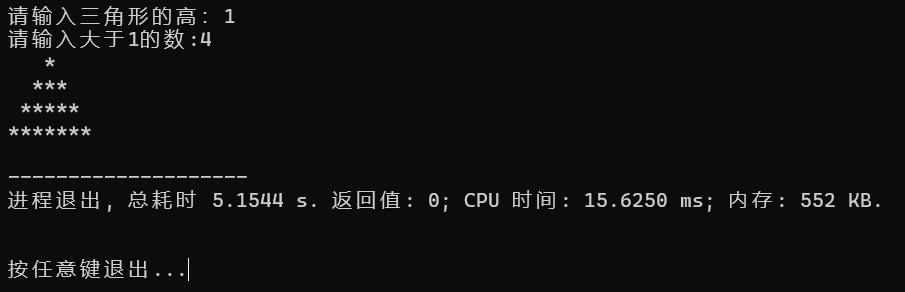 请输入三角形的高: 1
请输入大于1的数:4
   *
  ***
 *****
*******

--------------------
进程退出, 总耗时 5.1544 s. 返回值: 0; CPU 时间: 15.6250 ms; 内存: 552 KB.

按任意键退出...